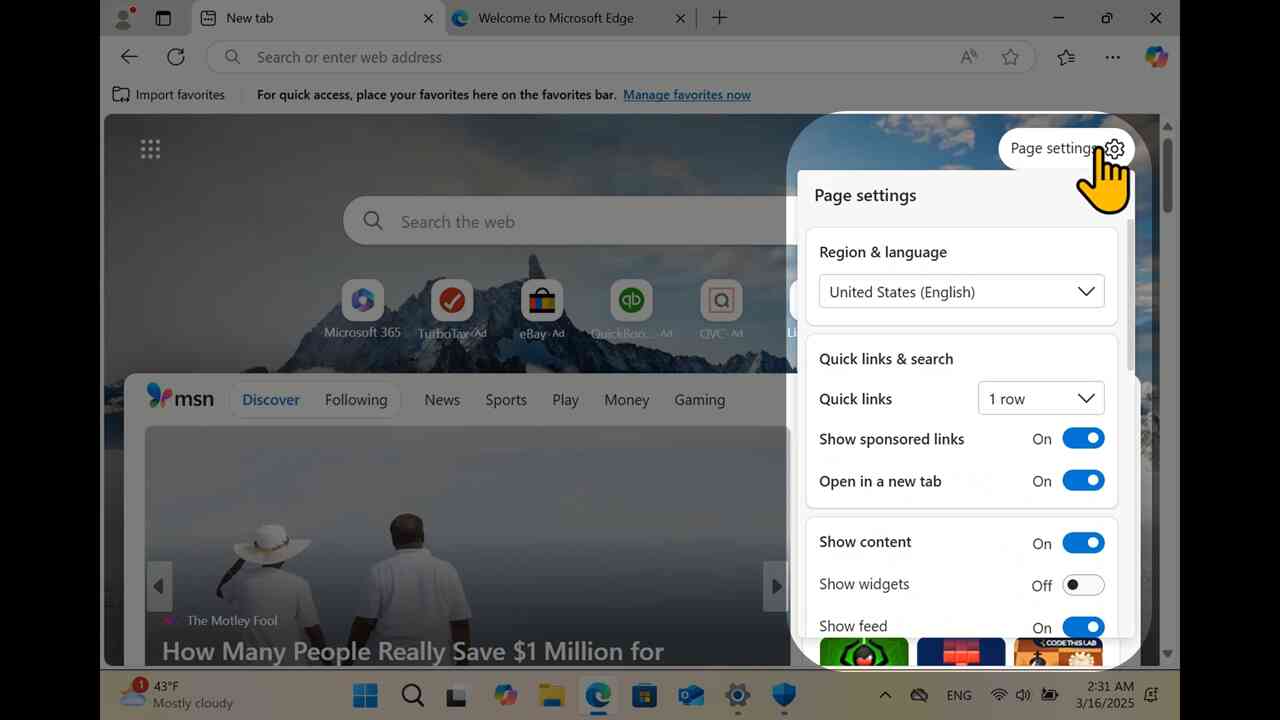 New tab
Welcome to Microsoft Edge
Search or enter web address
Import favorites
For quick access, place your favorites here on the favorites bar. Manage favorites now
Page settings
Search the web
Microsoft 365
TurboTax · Ad
eBay · Ad
QuickBoo... · Ad
QVC · Ad
Li
Page settings
Region & language
United States (English)
Quick links & search
Quick links
1 row
Show sponsored links
On
Open in a new tab
On
Show content
On
Show widgets
Off
Show feed
On
msn
Discover
Following
News
Sports
Play
Money
Gaming
The Motley Fool
How Many People Really Save $1 Million for
CODE THIS LAB
1
43°F
Mostly cloudy
ENG
2:31 AM
3/16/2025